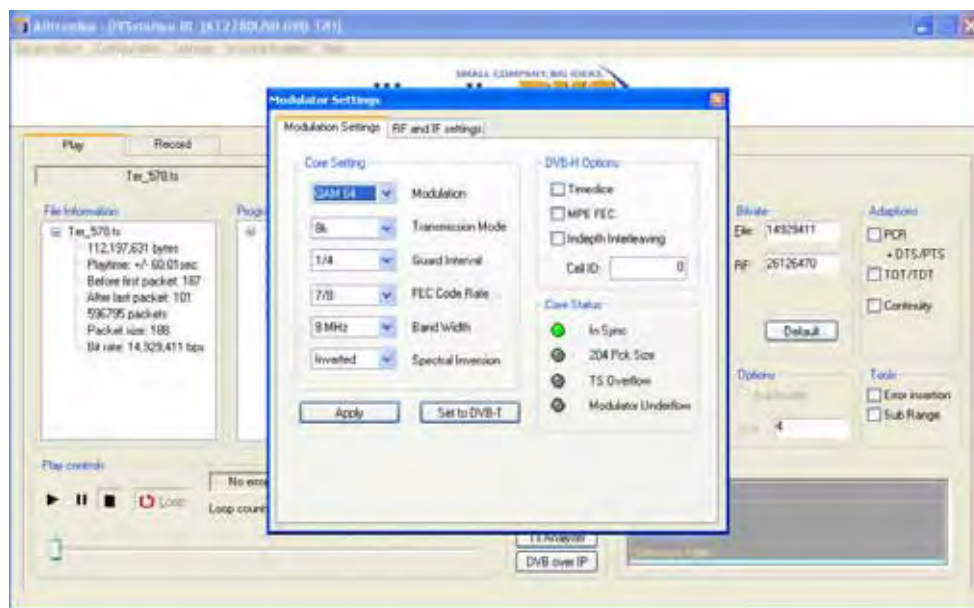 SMALL COMPANY, BIG IDEAS
Modulator Settings
Modulation Settings
RF and IF settings
Play
Record
Ter_578.ts
File Information
Ter_578.ts
112,197,631 bytes
Playtime: +/- 60.01sec
Before first packet: 187
After last packet: 101
596795 packets
Packet size: 188
Bit rate: 14,929,411 bps
Core Setting
QAM 64
Modulation
8k
Transmission Mode
1/4
Guard Interval
7/8
FEC Code Rate
8 MHz
Band Width
Inverted
Spectral Inversion
Apply
Set to DVB-T
DVB-H Options
Timeslice
MPE FEC
Indepth Interleaving
Cell ID:
0
Core Status
In Sync
204 Pck Size
TS Overflow
Modulator Underflow
Bitrate
File
14929411
RF
26126470
Default
Adaptions
PCR
+ DTS/PTS
TOT/TDT
Continuity
Options
4
Tools
Error insertion
Sub Range
Play controls
Loop
No error
Loop count
TS Analyzer
DVB over IP